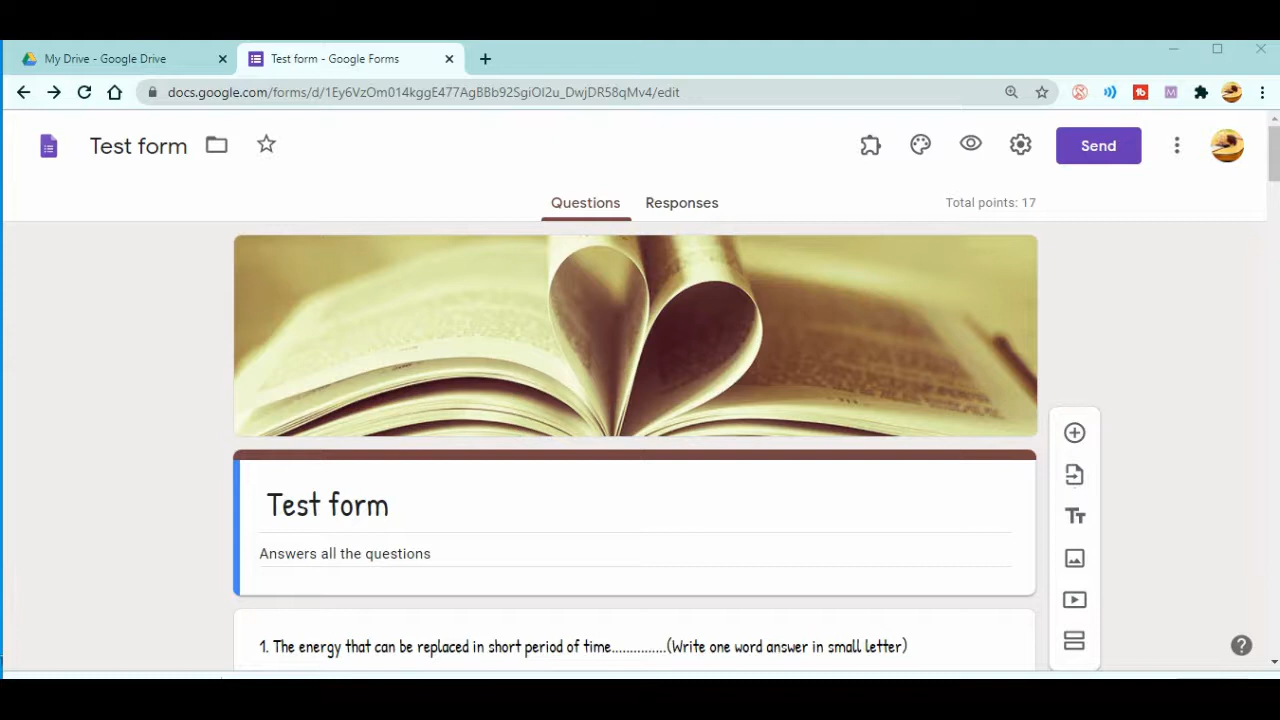 My Drive - Google Drive
Test form - Google Forms
docs.google.com/forms/d/1Ey6VzOm014kggE477AgBBb92SgiOI2u_DwjDR58qMv4/edit
Test form
Send
Questions
Responses
Total points: 17
Test form
Answers all the questions
1. The energy that can be replaced in short period of time...............(Write one word answer in small letter)